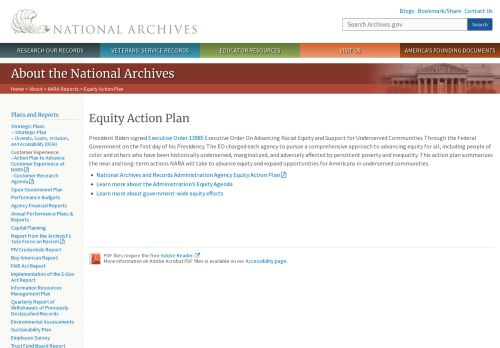 Blogs · Bookmark/Share · Contact Us
NATIONAL ARCHIVES
Search Archives.gov
Search
RESEARCH OUR RECORDS
VETERANS' SERVICE RECORDS
EDUCATOR RESOURCES
VISIT US
AMERICA'S FOUNDING DOCUMENTS
About the National Archives
Home > About > NARA Reports > Equity Action Plan
Plans and Reports
Strategic Plans
– Strategic Plan
– Diversity, Equity, Inclusion, and Accessibility (DEIA)
Customer Experience
–Action Plan to Advance
Customer Experience at
NARA
–Customer Research
Agenda
Open Government Plan
Performance Budgets
Agency Financial Reports
Annual Performance Plans &
Reports
Capital Planning
Report from the Archivist's
Task Force on Racism
PIV Credentials Report
Buy American Report
FAIR Act Report
Implementation of the E-Gov
Act Report
Information Resources
Management Plan
Quarterly Report of
Withdrawals of Previously
Declassified Records
Environmental Assessments
Sustainability Plan
Employee Survey
Trust Fund Board Report
Equity Action Plan
President Biden signed Executive Order 13985 Executive Order On Advancing Racial Equity and Support for Underserved Communities Through the Federal
Government on the first day of his Presidency. The EO charged each agency to pursue a comprehensive approach to advancing equity for all, including people of
color and others who have been historically underserved, marginalized, and adversely affected by persistent poverty and inequality. This action plan summarizes
the near and long-term actions NARA will take to advance equity and expand opportunities for Americans in underserved communities.
• National Archives and Records Administration Agency Equity Action Plan
• Learn more about the Administration's Equity Agenda
• Learn more about government-wide equity efforts
PDF files require the free Adobe Reader.
More information on Adobe Acrobat PDF files is available on our Accessibility page.